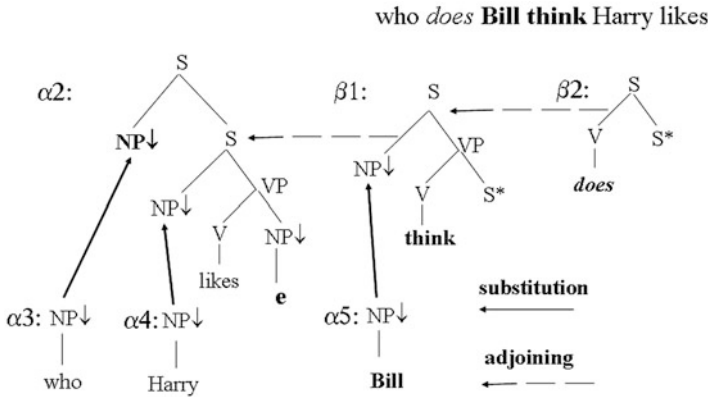 who does Bill think Harry likes
α2: S β1: S β2: S
NP↓ S NP↓ VP V S*
NP↓ VP V S* does
V NP↓ think
likes e
α3: NP↓ α4: NP↓ α5: NP↓ substitution
who Harry Bill adjoining